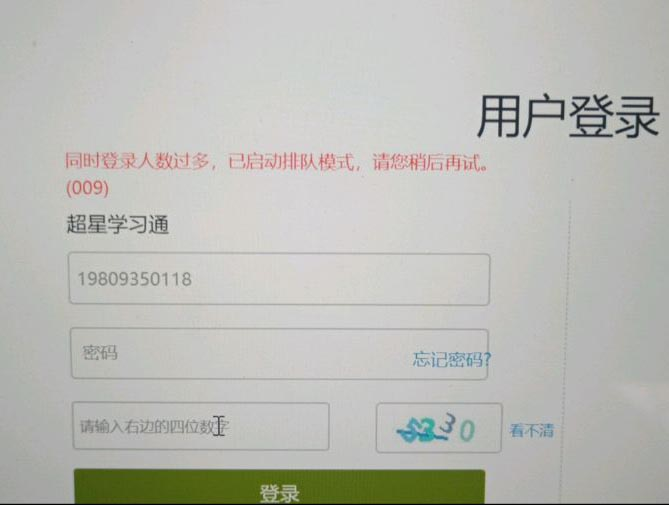 用户登录
同时登录人数过多，已启动排队模式，请您稍后再试。
(009)
超星学习通
19809350118
密码
忘记密码?
请输入右边的四位数字
看不清
登录